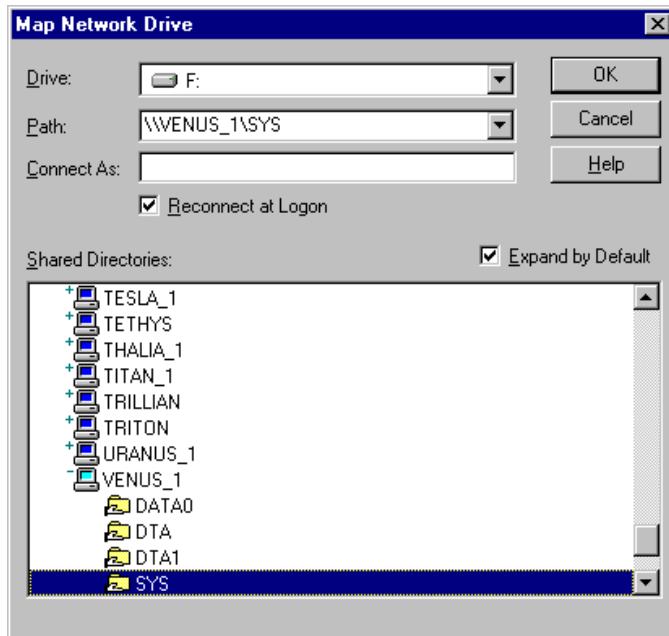 Map Network Drive
Drive: F: OK
Path: \\VENUS_1\SYS Cancel
Connect As: Help
Reconnect at Logon
Shared Directories: Expand by Default
TESLA_1
TETHYS
THALIA_1
TITAN_1
TRILLIAN
TRITON
URANUS_1
VENUS_1
DATA0
DTA
DTA1
SYS